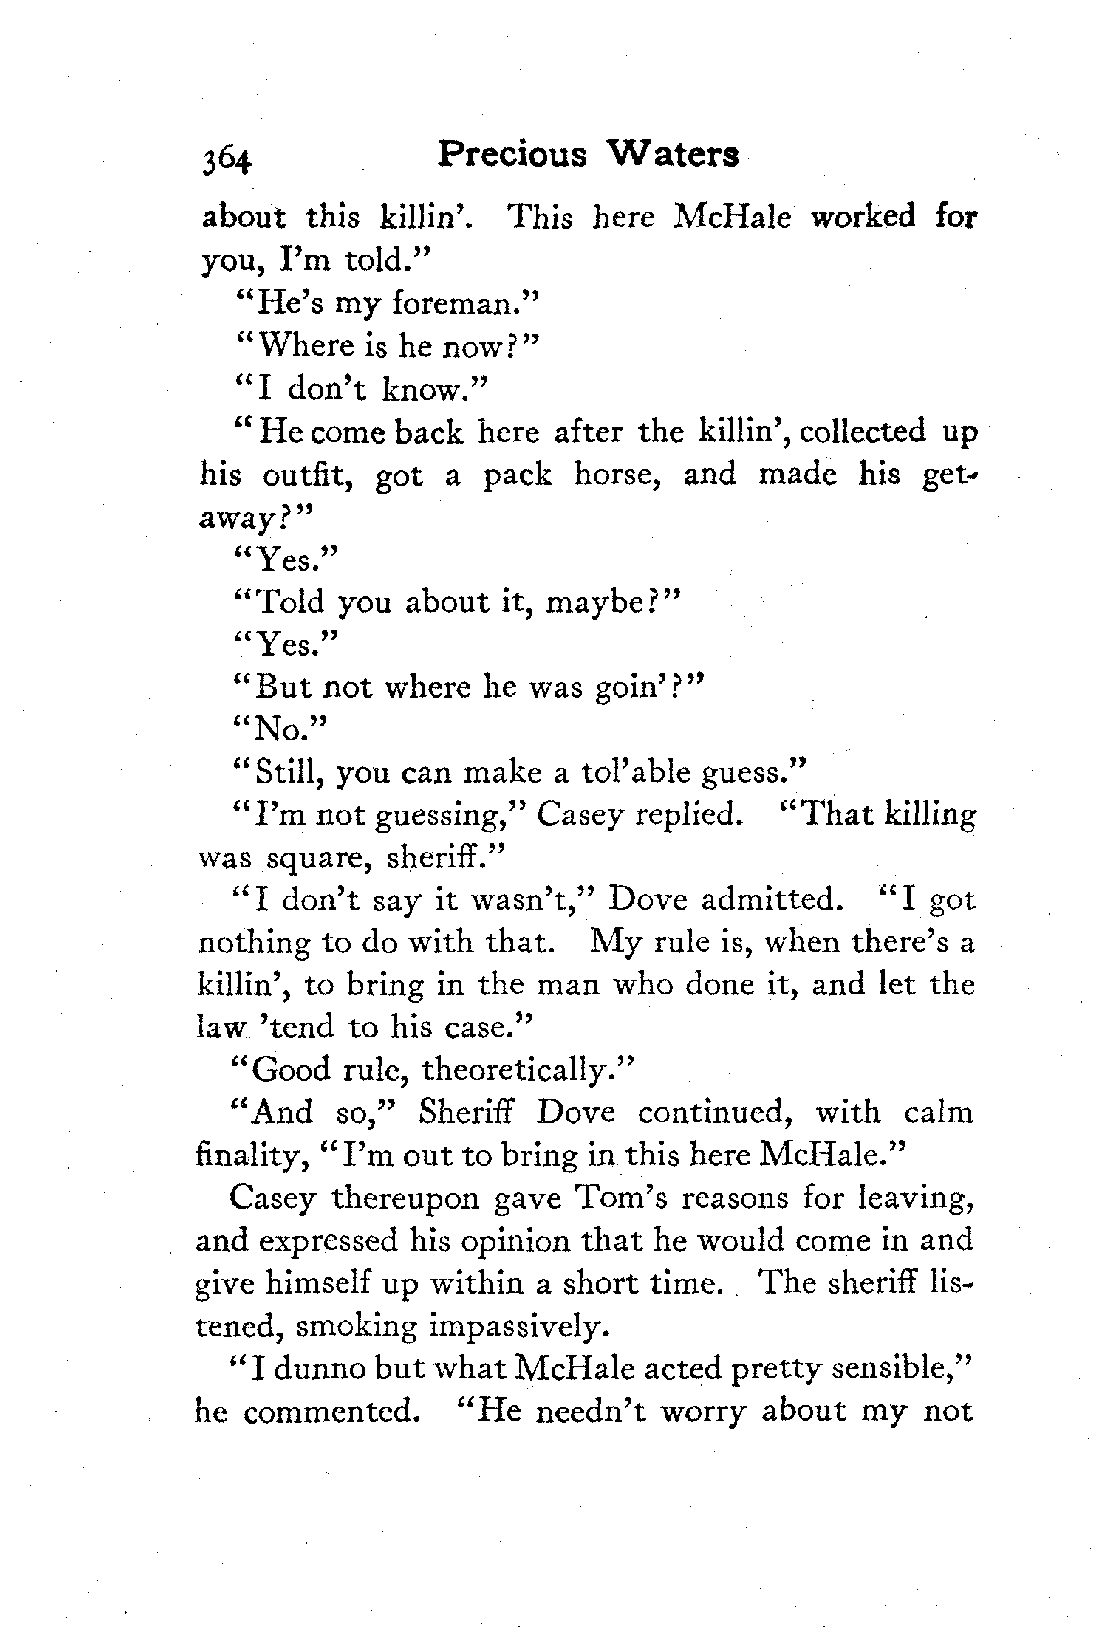 364 Precious Waters
about this killin’. This here McHale worked for
you, I’m told.”
“He’s my foreman.”
“Where is he now?”
“I don’t know.”
“He come back here after the killin’, collected up
his outfit, got a pack horse, and made his get-
away?”
“Yes.”
“Told you about it, maybe?”
“Yes.”
“But not where he was goin’?”
“No.”
“Still, you can make a tol’able guess.”
“I’m not guessing,” Casey replied. “That killing
was square, sheriff.”
“I don’t say it wasn’t,” Dove admitted. “I got
nothing to do with that. My rule is, when there’s a
killin’, to bring in the man who done it, and let the
law ’tend to his case.”
“Good rule, theoretically.”
“And so,” Sheriff Dove continued, with calm
finality, “I’m out to bring in this here McHale.”
Casey thereupon gave Tom’s reasons for leaving,
and expressed his opinion that he would come in and
give himself up within a short time. The sheriff lis-
tened, smoking impassively.
“I dunno but what McHale acted pretty sensible,”
he commented. “He needn’t worry about my not